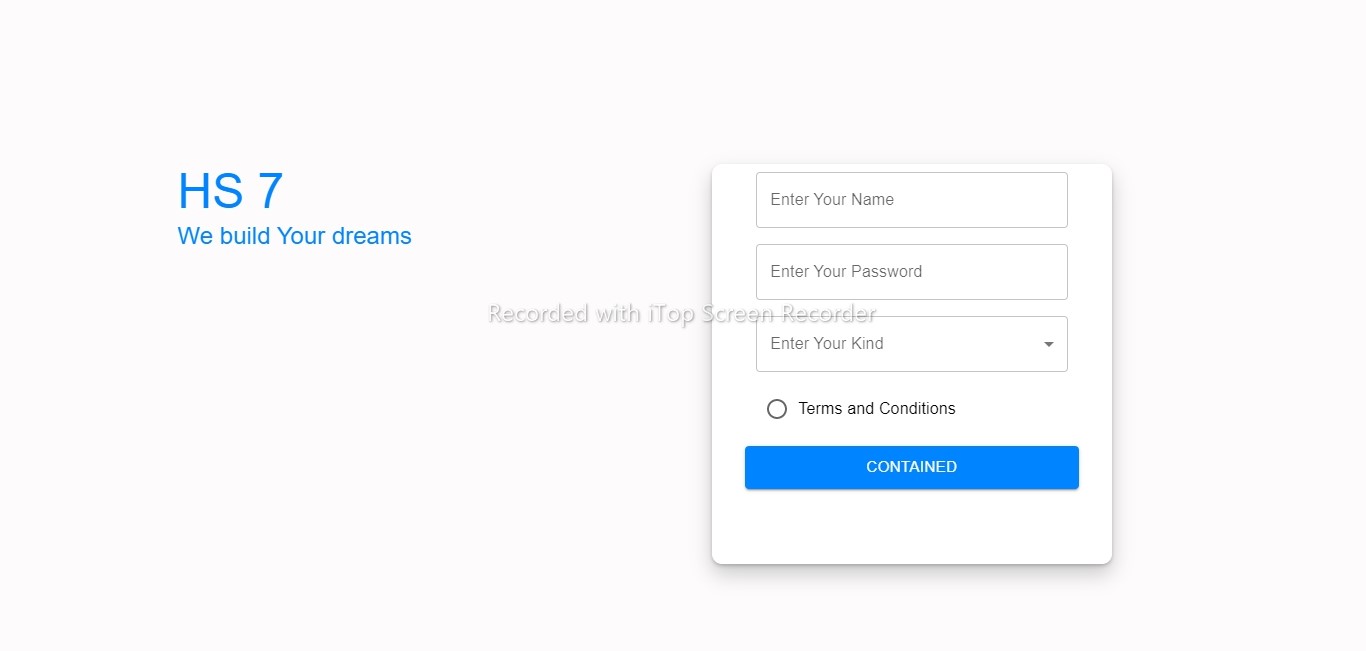 HS 7
We build Your dreams
Enter Your Name
Enter Your Password
Recorded with iTop Screen Recorder
Enter Your Kind
Terms and Conditions
CONTAINED